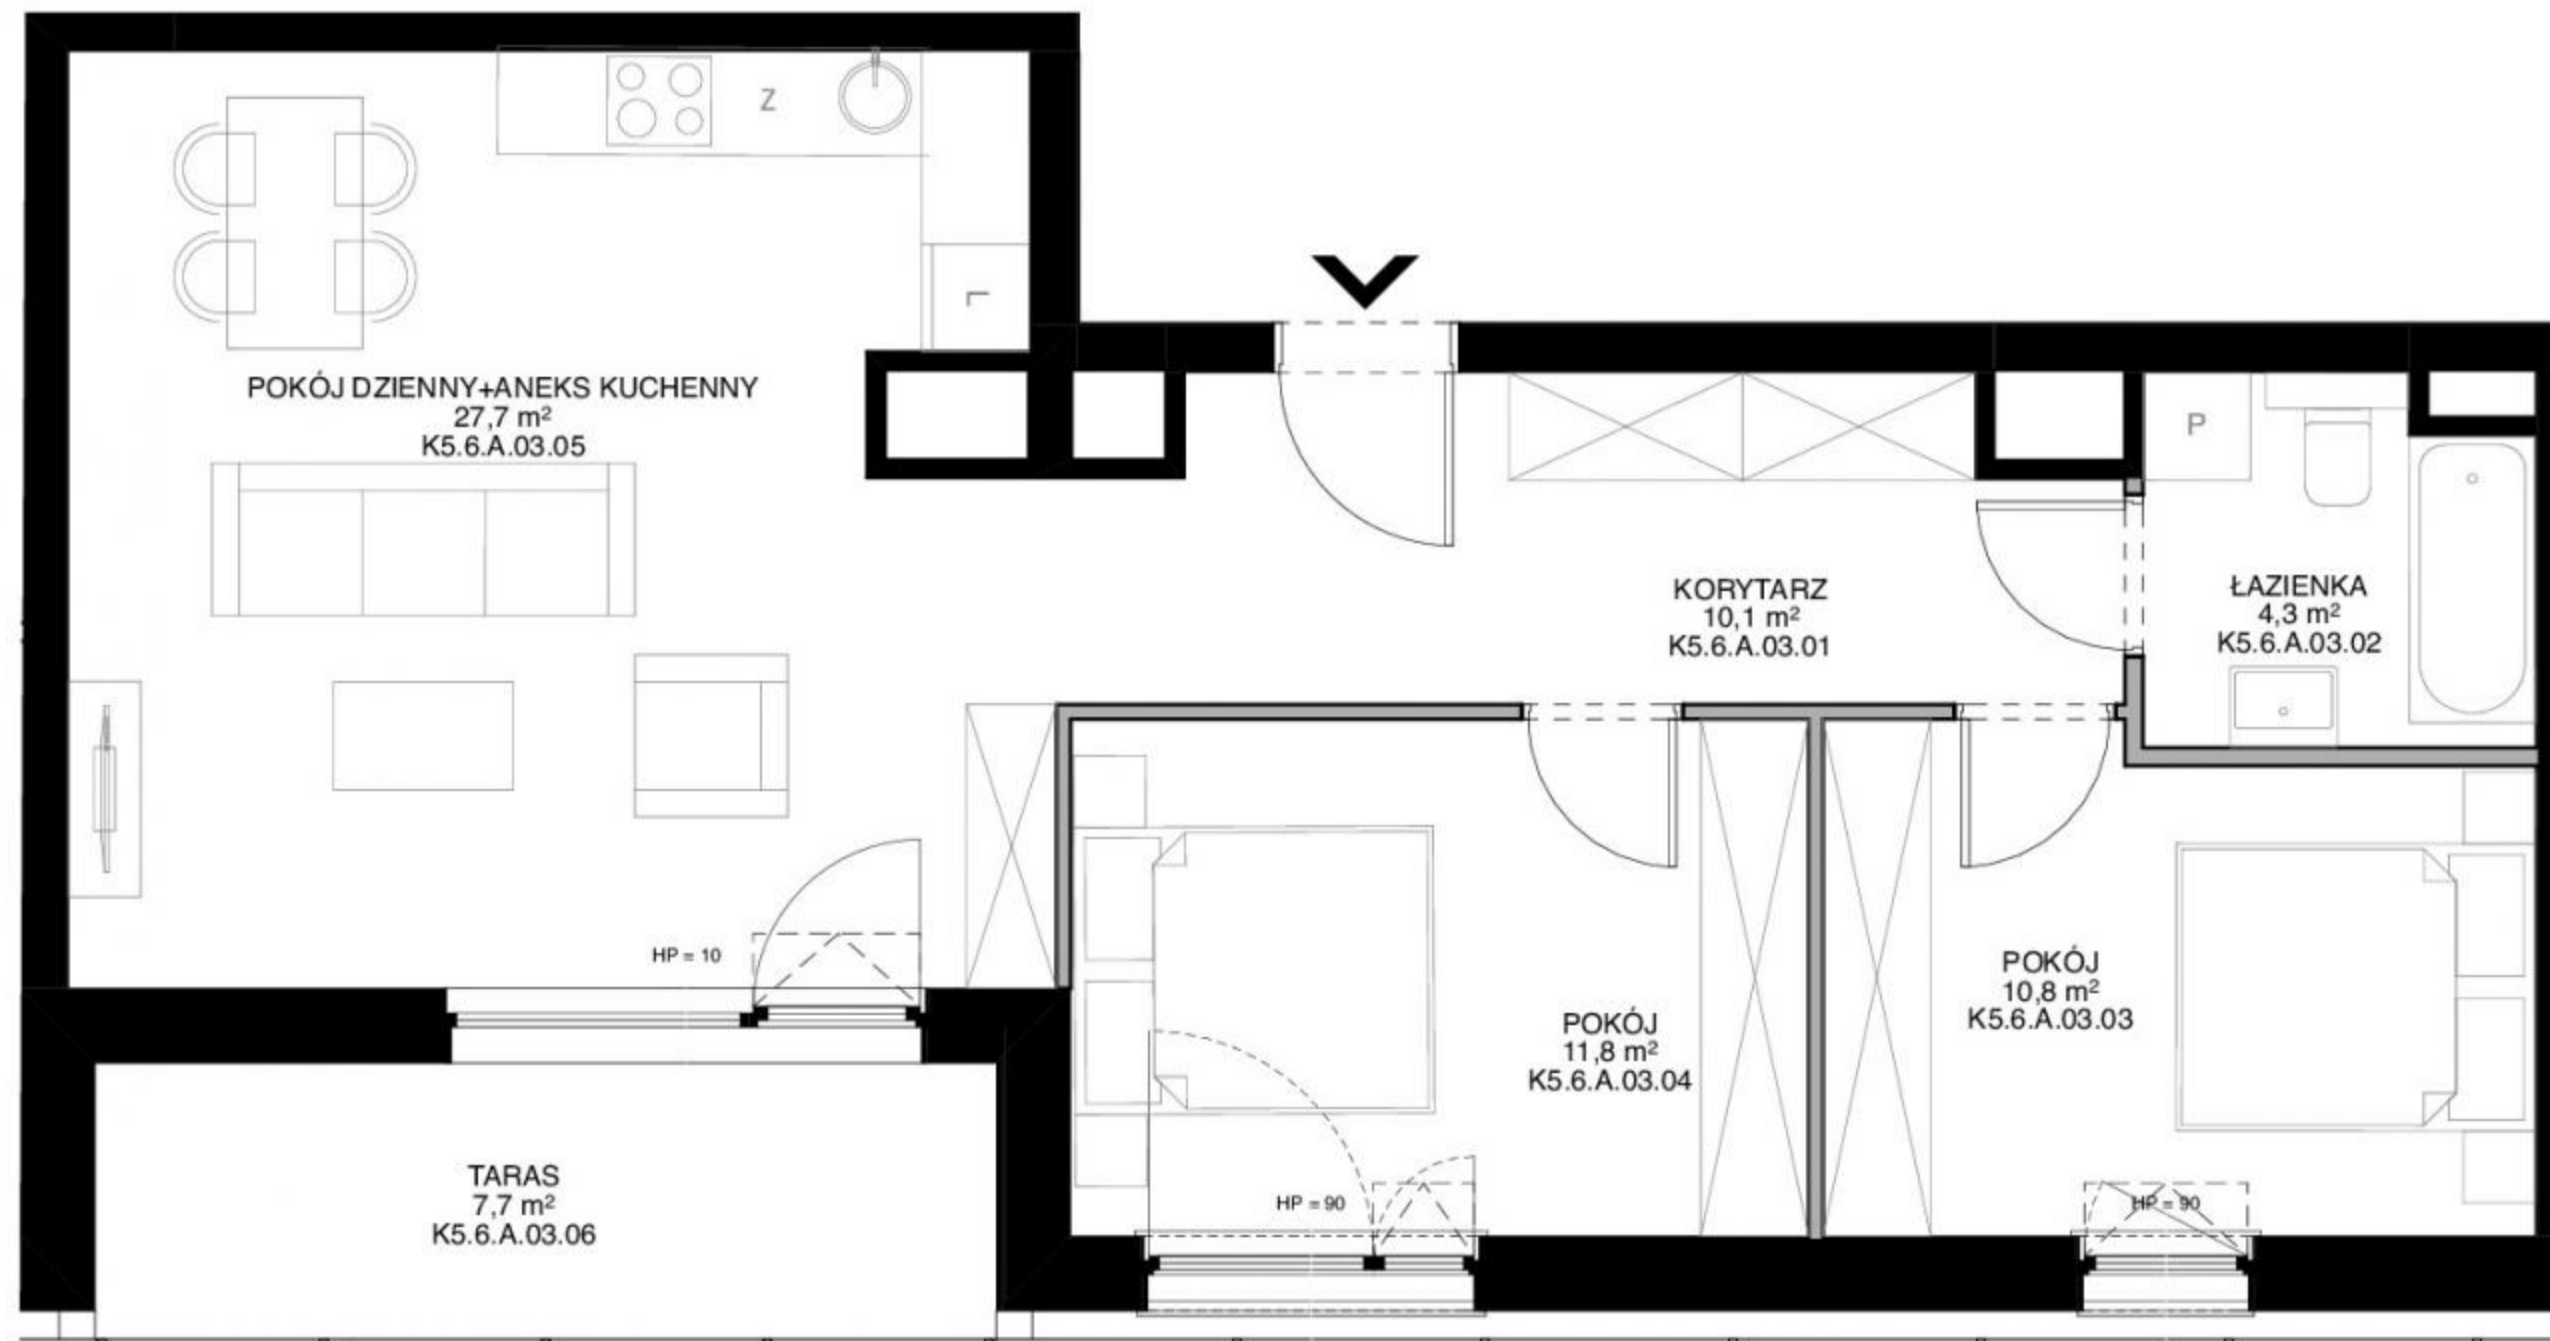 Z
L
POKÓJ DZIENNY+ANEKS KUCHENNY
27,7 m²
K5.6.A.03.05
P
KORYTARZ
10,1 m²
K5.6.A.03.01
ŁAZIENKA
4,3 m²
K5.6.A.03.02
HP = 10
POKÓJ
11,8 m²
K5.6.A.03.04
POKÓJ
10,8 m²
K5.6.A.03.03
TARAS
7,7 m²
K5.6.A.03.06
HP = 90
HP = 90